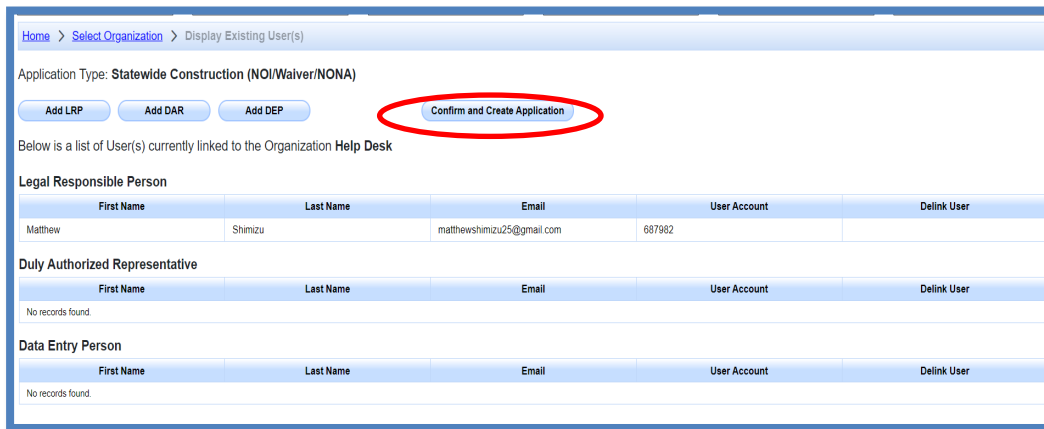 Home > Select Organization > Display Existing User(s)
Application Type: Statewide Construction (NOI/Waiver/NONA)
Add LRP Add DAR Add DEP Confirm and Create Application
Below is a list of User(s) currently linked to the Organization Help Desk
Legal Responsible Person
First Name Last Name Email User Account Delink User
Matthew Shimizu matthewshimizu25@gmail.com 687982
Duly Authorized Representative
First Name Last Name Email User Account Delink User
No records found.
Data Entry Person
First Name Last Name Email User Account Delink User
No records found.